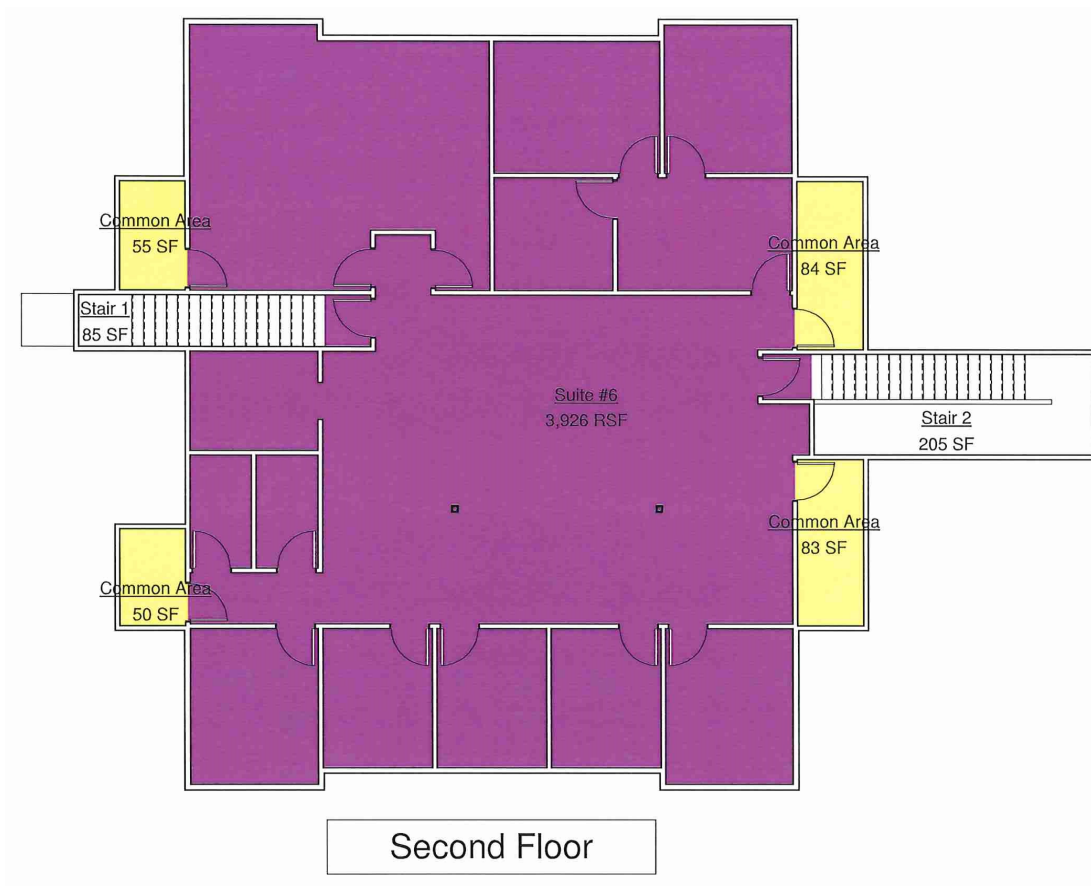 Common Area
55 SF
Common Area
84 SF
Stair 1
85 SF
Suite #6
3,926 RSF
Stair 2
205 SF
Common Area
83 SF
Common Area
50 SF
Second Floor